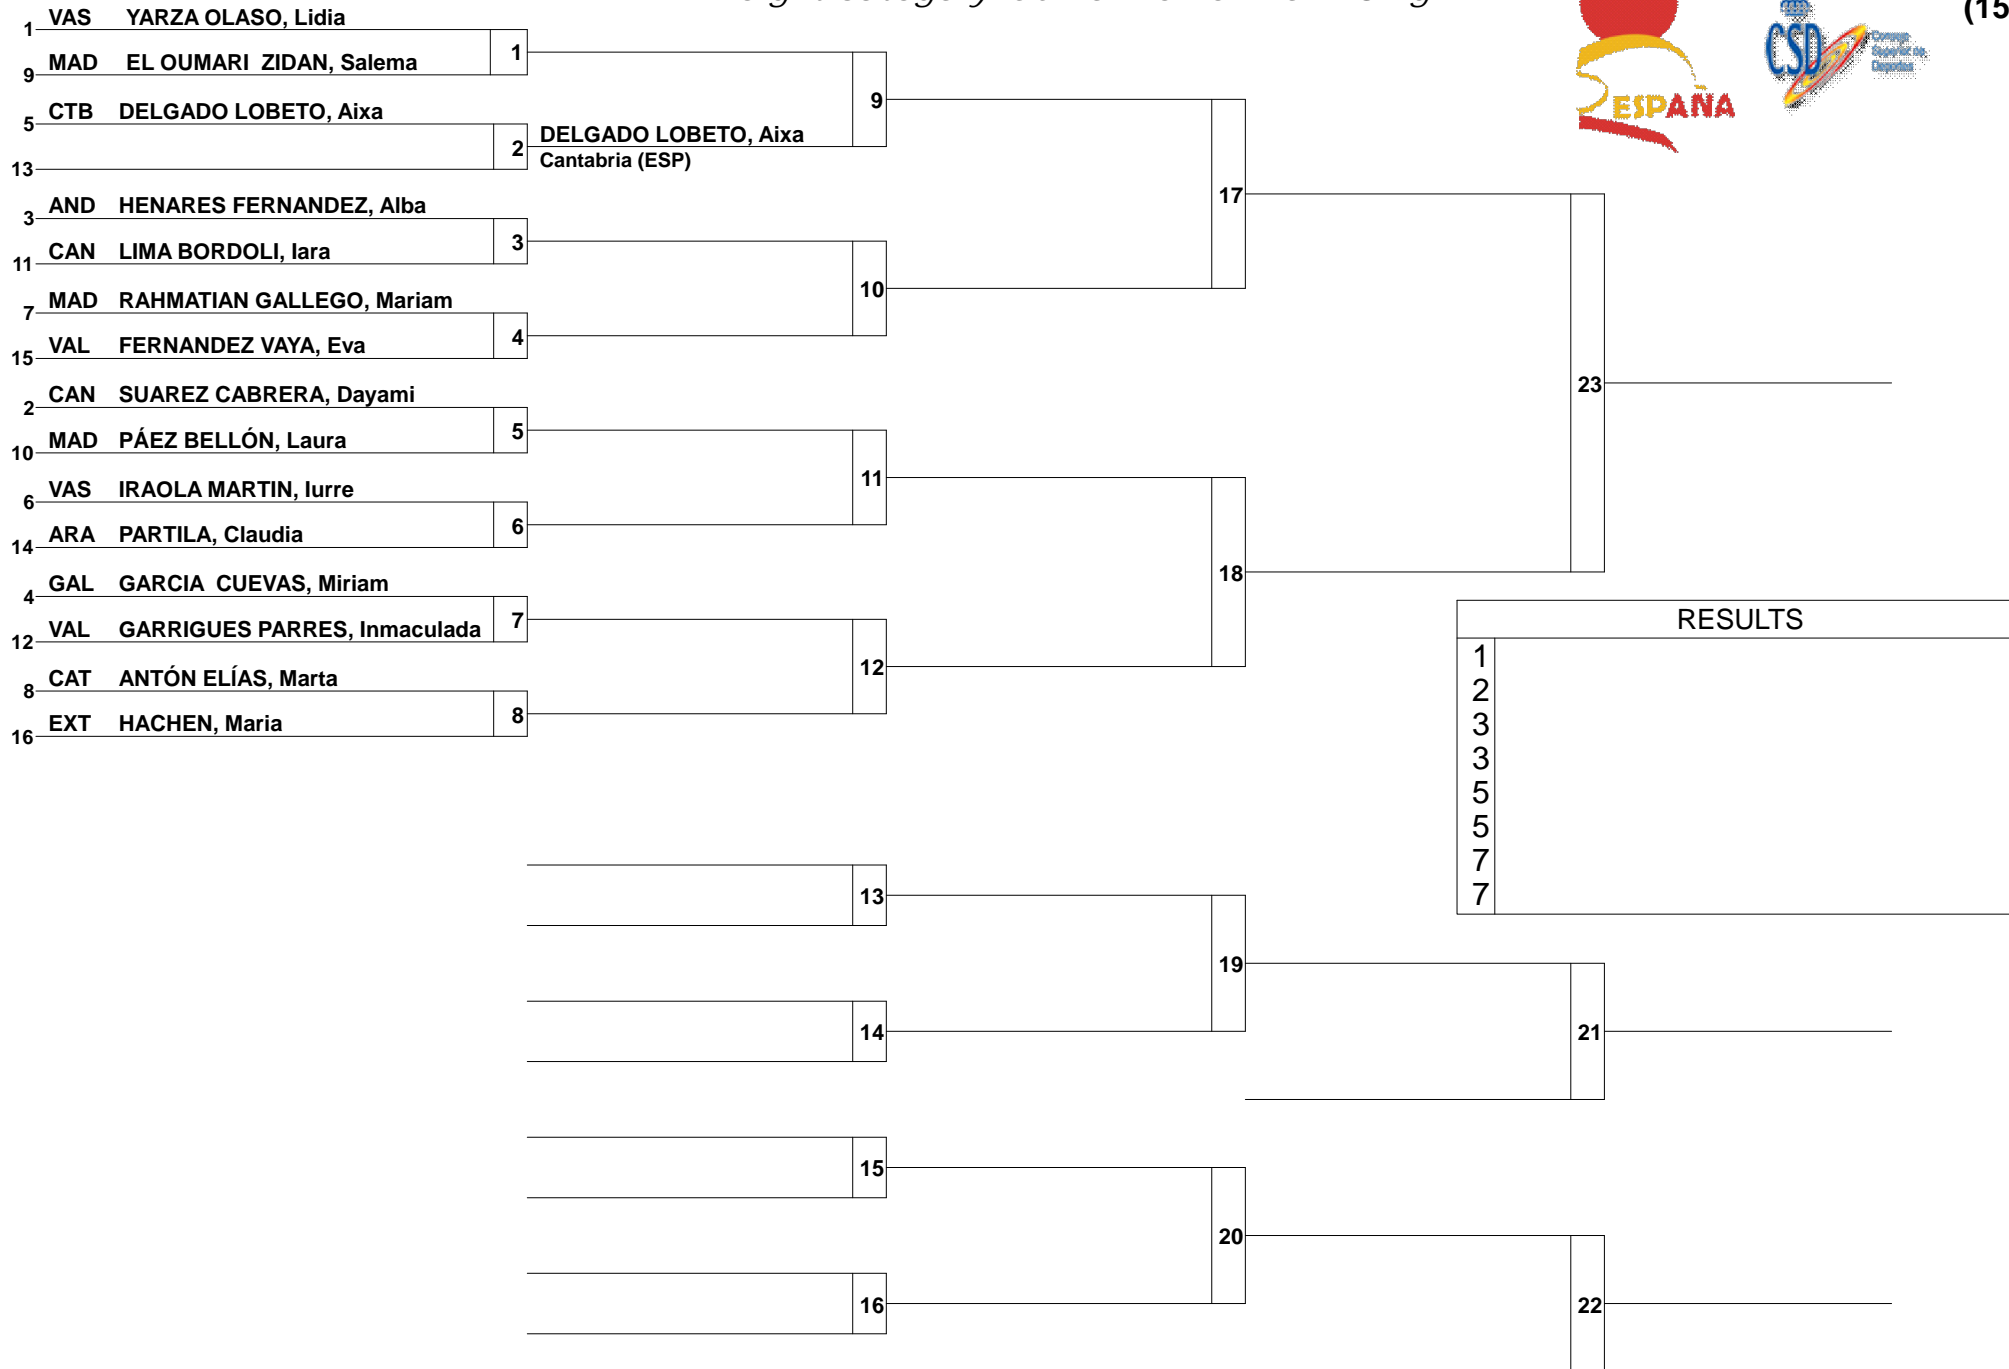 (15
1 VAS YARZA OLASO, Lidia
9 MAD EL OUMARI ZIDAN, Salema
1
5 CTB DELGADO LOBETO, Aixa
13
2
DELGADO LOBETO, Aixa
Cantabria (ESP)
9
3 AND HENARES FERNANDEZ, Alba
11 CAN LIMA BORDOLI, Iara
3
7 MAD RAHMATIAN GALLEGO, Mariam
15 VAL FERNANDEZ VAYA, Eva
4
10
17
2 CAN SUAREZ CABRERA, Dayami
10 MAD PÁEZ BELLÓN, Laura
5
6 VAS IRAOLA MARTIN, Iurre
14 ARA PARTILA, Claudia
6
11
4 GAL GARCIA CUEVAS, Miriam
12 VAL GARRIGUES PARRES, Inmaculada
7
8 CAT ANTÓN ELÍAS, Marta
16 EXT HACHEN, Maria
8
12
18
23
ESPAÑA
CSD
Consejo
Superior de
Deportes
RESULTS
1
2
3
3
5
5
7
7
13
14
19
21
15
16
20
22